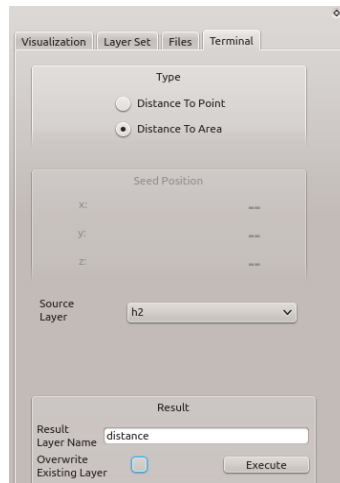 Visualization Layer Set Files Terminal
Type
Distance To Point
Distance To Area
Seed Position
x: --
y: --
z: --
Source
Layer
h2
Result
Result
Layer Name
distance
Overwrite
Existing Layer
Execute